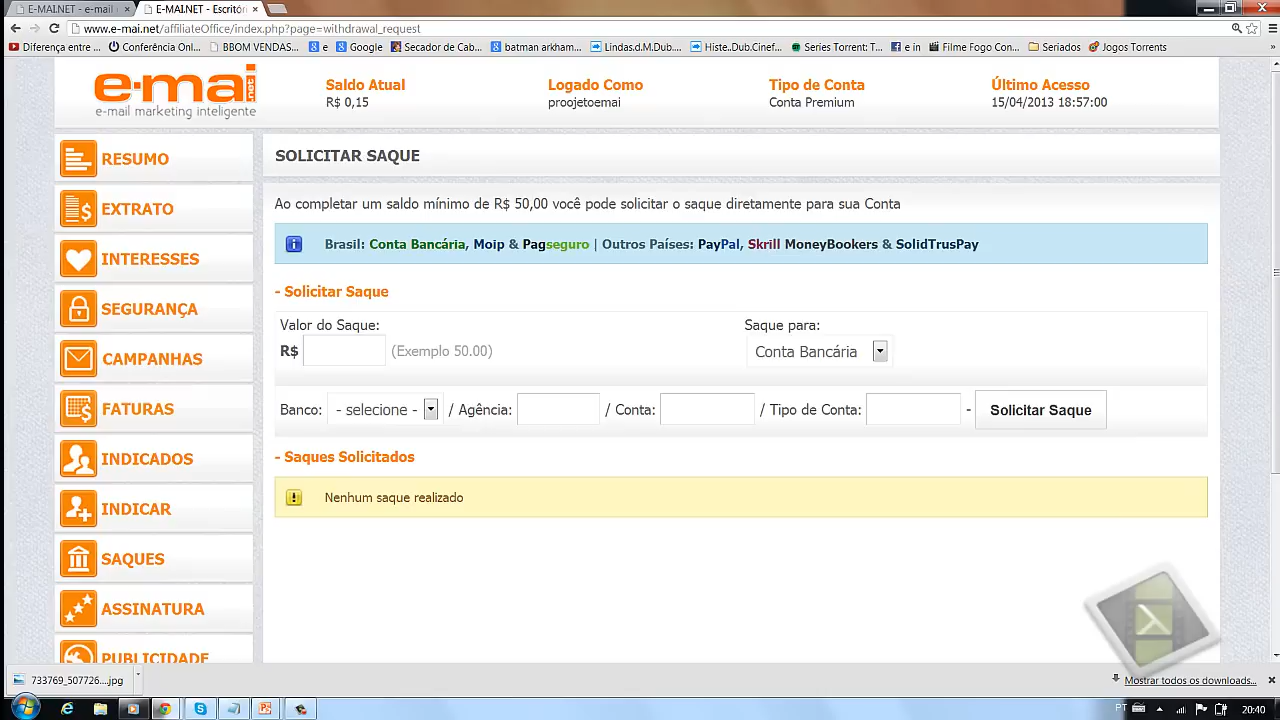 E-MAI.NET - e-mail
E-MAI.NET - Escritór
www.e-mai.net/affiliateOffice/index.php?page=withdrawal_request
Diferença entre ...
Conferência Onl...
BBOM VENDAS...
e
Google
Secador de Cab...
batman arkham...
Lindas.d.M.Dub...
Histe..Dub.Cinef...
Series Torrent: T...
e in
Filme Fogo Con...
Seriados
Jogos Torrents
e-mai.net
e-mail marketing inteligente
Saldo Atual
R$ 0,15
Logado Como
proojetoemai
Tipo de Conta
Conta Premium
Último Acesso
15/04/2013 18:57:00
RESUMO
EXTRATO
INTERESSES
SEGURANÇA
CAMPANHAS
FATURAS
INDICADOS
INDICAR
SAQUES
ASSINATURA
PUBLICIDADE
SOLICITAR SAQUE
Ao completar um saldo mínimo de R$ 50,00 você pode solicitar o saque diretamente para sua Conta
Brasil: Conta Bancária, Moip & Pagseguro | Outros Países: PayPal, Skrill MoneyBookers & SolidTrusPay
- Solicitar Saque
Valor do Saque:
R$ (Exemplo 50.00)
Saque para:
Conta Bancária
Banco: - selecione - / Agência: / Conta: / Tipo de Conta: - Solicitar Saque
- Saques Solicitados
Nenhum saque realizado
733769_507726...jpg
Mostrar todos os downloads...
PT
20:40